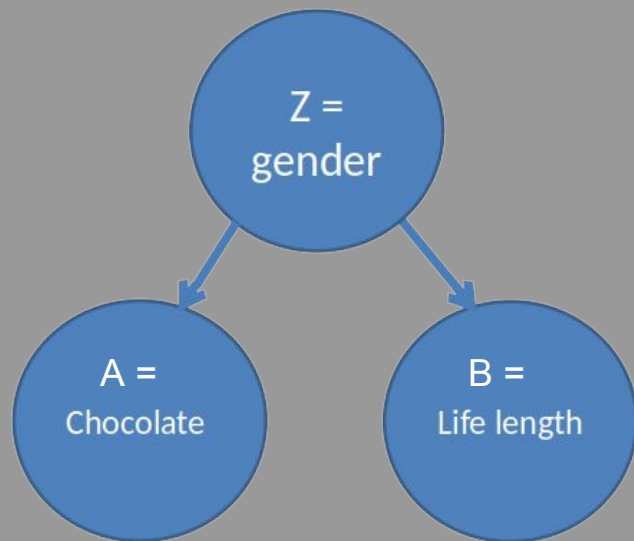 Z =
gender
A =
Chocolate
B =
Life length